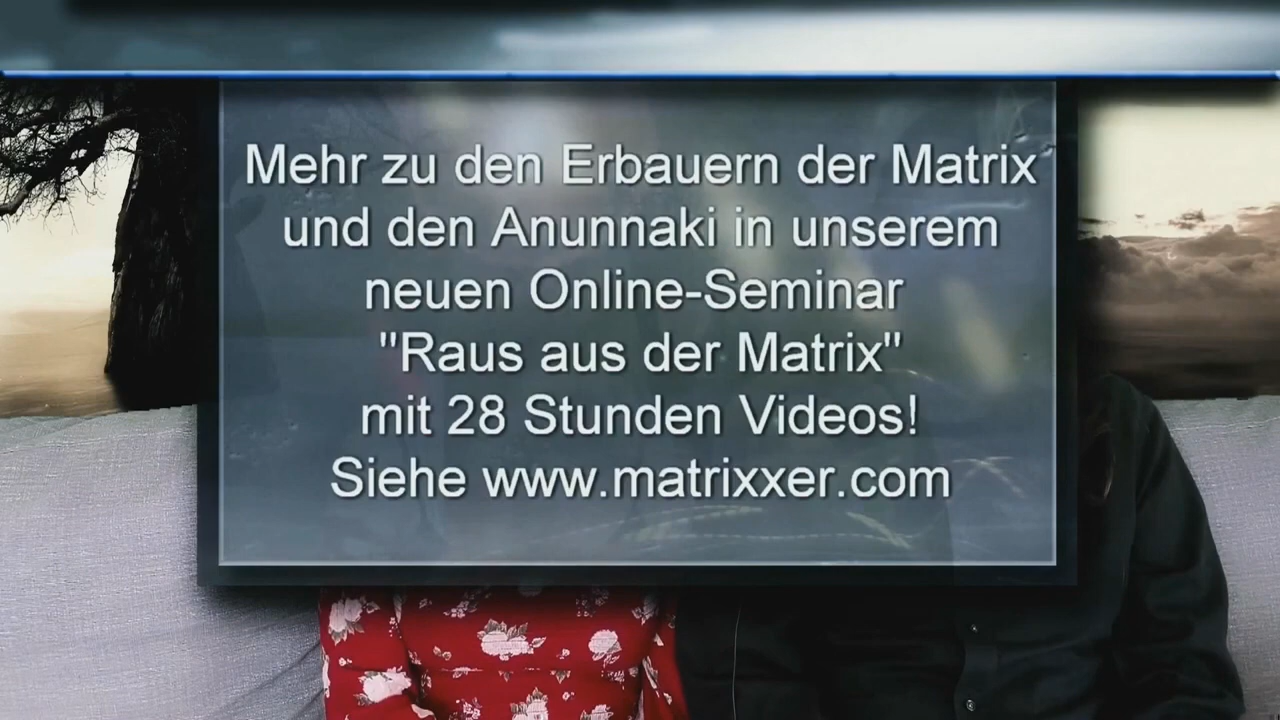 Mehr zu den Erbauern der Matrix
und den Anunnaki in unserem
neuen Online-Seminar
"Raus aus der Matrix"
mit 28 Stunden Videos!
Siehe www.matrixxer.com